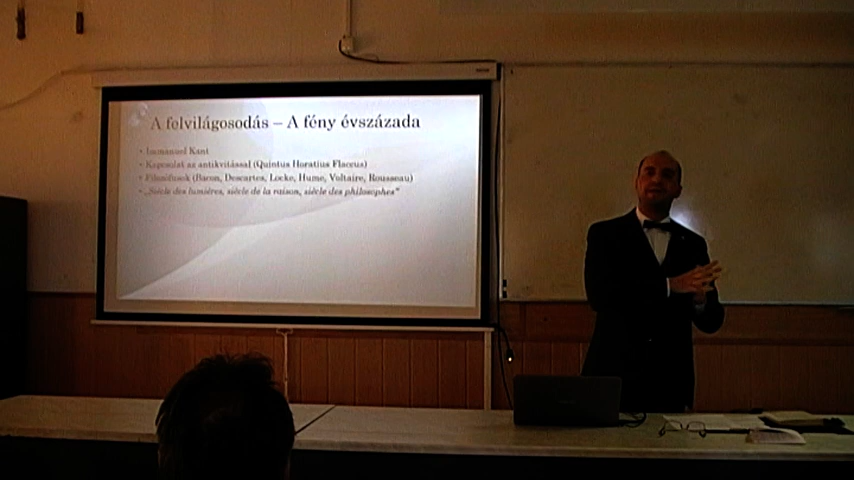 A felvilágosodás – A fény évszázada
• Immanuel Kant
• Kapcsolat az antikvitással (Quintus Horatius Flaccus)
• Filozófusok (Bacon, Descartes, Locke, Hume, Voltaire, Rousseau)
• „Siècle des lumières, siècle de la raison, siècle des philosophes”